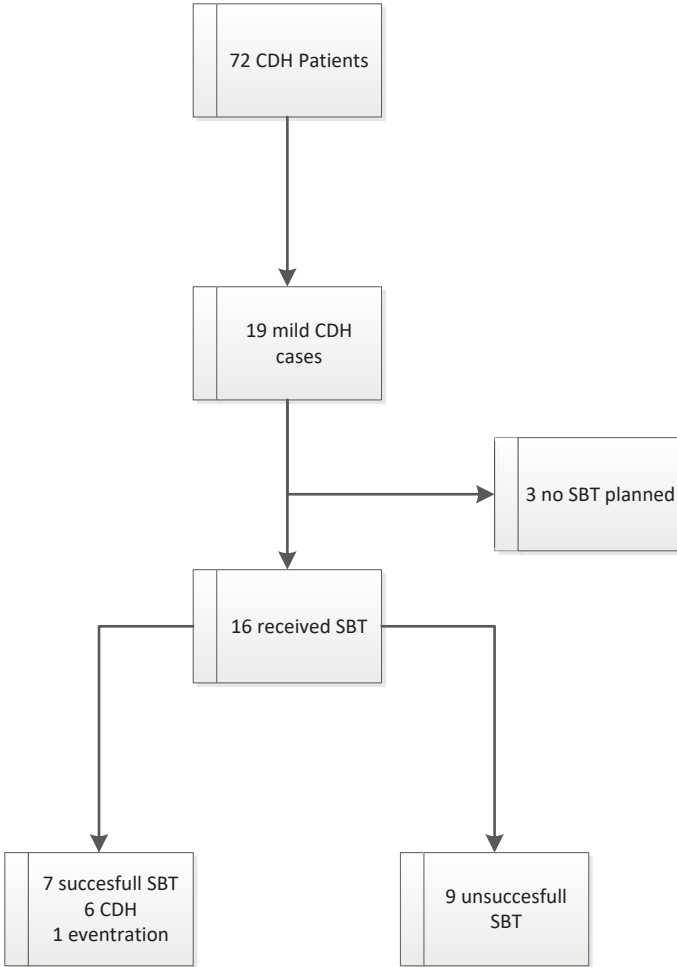 72 CDH Patients
19 mild CDH
cases
3 no SBT planned
16 received SBT
7 succesfull SBT
6 CDH
1 eventration
9 unsuccesfull
SBT